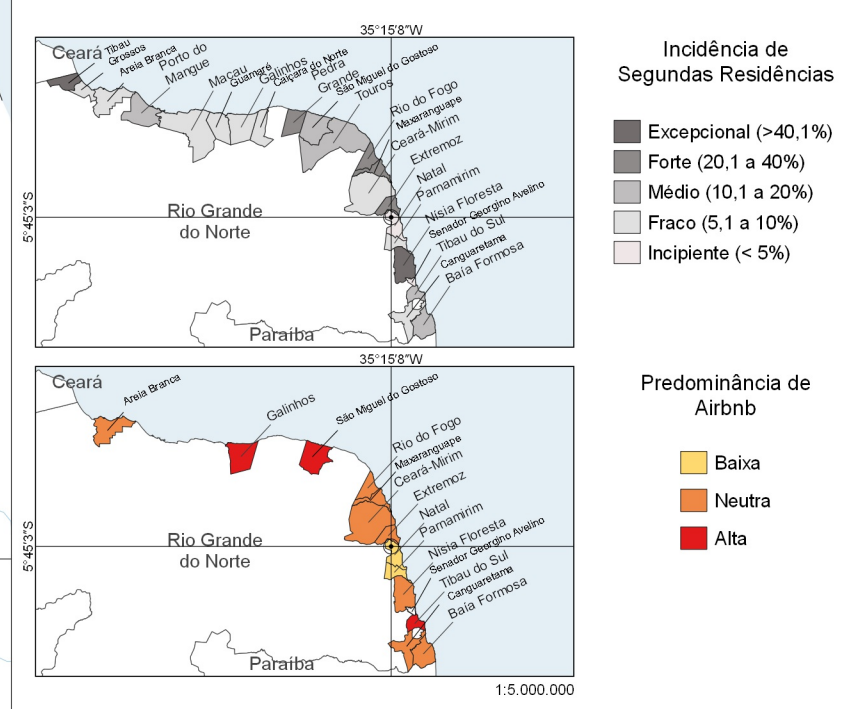 35°15'8"W
Ceará
Tibau
Grossos
Areia Branca
Porto do
Mangue
Macau
Guamaré
Galinhos
Caiçara do Norte
Pedra
Grande
São Miguel do Gostoso
Touros
Rio do Fogo
Maxaranguape
Ceará-Mirim
Extremoz
Natal
Parnamirim
Nísia Floresta
Senador Georgino Avelino
Tibau do Sul
Canguaretama
Baía Formosa
Rio Grande
do Norte
Paraíba
5°45'3"S
Incidência de
Segundas Residências
Excepcional (>40,1%)
Forte (20,1 a 40%)
Médio (10,1 a 20%)
Fraco (5,1 a 10%)
Incipiente (< 5%)
35°15'8"W
Ceará
Areia Branca
Galinhos
São Miguel do Gostoso
Rio do Fogo
Maxaranguape
Ceará-Mirim
Extremoz
Natal
Parnamirim
Nísia Floresta
Senador Georgino Avelino
Tibau do Sul
Canguaretama
Baía Formosa
Rio Grande
do Norte
Paraíba
5°45'3"S
Predominância de
Airbnb
Baixa
Neutra
Alta
1:5.000.000